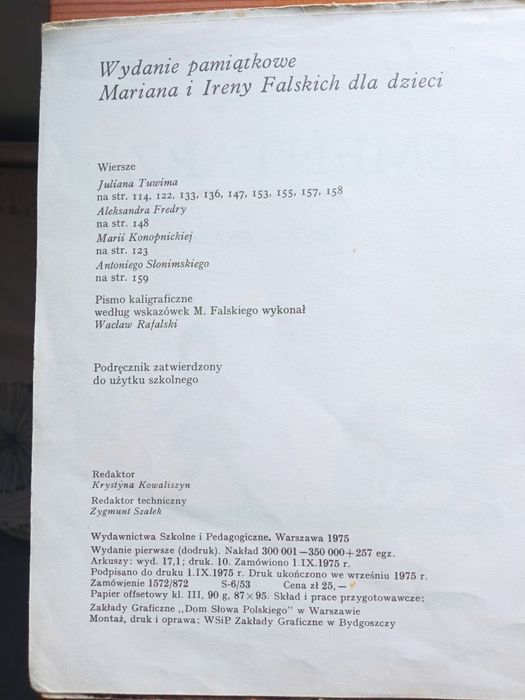 Wydanie pamiątkowe
Mariana i Ireny Falskich dla dzieci
Wiersze
Juliana Tuwima
na str. 114, 122, 133, 136, 147, 153, 155, 157, 158
Aleksandra Fredry
na str. 148
Marii Konopnickiej
na str. 123
Antoniego Słonimskiego
na str. 159
Pismo kaligraficzne
według wskazówek M. Falskiego wykonał
Wacław Rafalski
Podręcznik zatwierdzony
do użytku szkolnego
Redaktor
Krystyna Kowaliszyn
Redaktor techniczny
Zygmunt Szałek
Wydawnictwa Szkolne i Pedagogiczne. Warszawa 1975
Wydanie pierwsze (dodruk). Nakład 300 001—350 000+257 egz.
Arkuszy: wyd. 17,1; druk. 10. Zamówiono 1.IX.1975 r.
Podpisano do druku 1.IX.1975 r. Druk ukończono we wrześniu 1975 r.
Zamówienie 1572/872 S-6/53 Cena zł 25.—
Papier offsetowy kl. III, 90 g, 87×95. Skład i prace przygotowawcze:
Zakłady Graficzne „Dom Słowa Polskiego" w Warszawie
Montaż, druk i oprawa: WSiP Zakłady Graficzne w Bydgoszczy